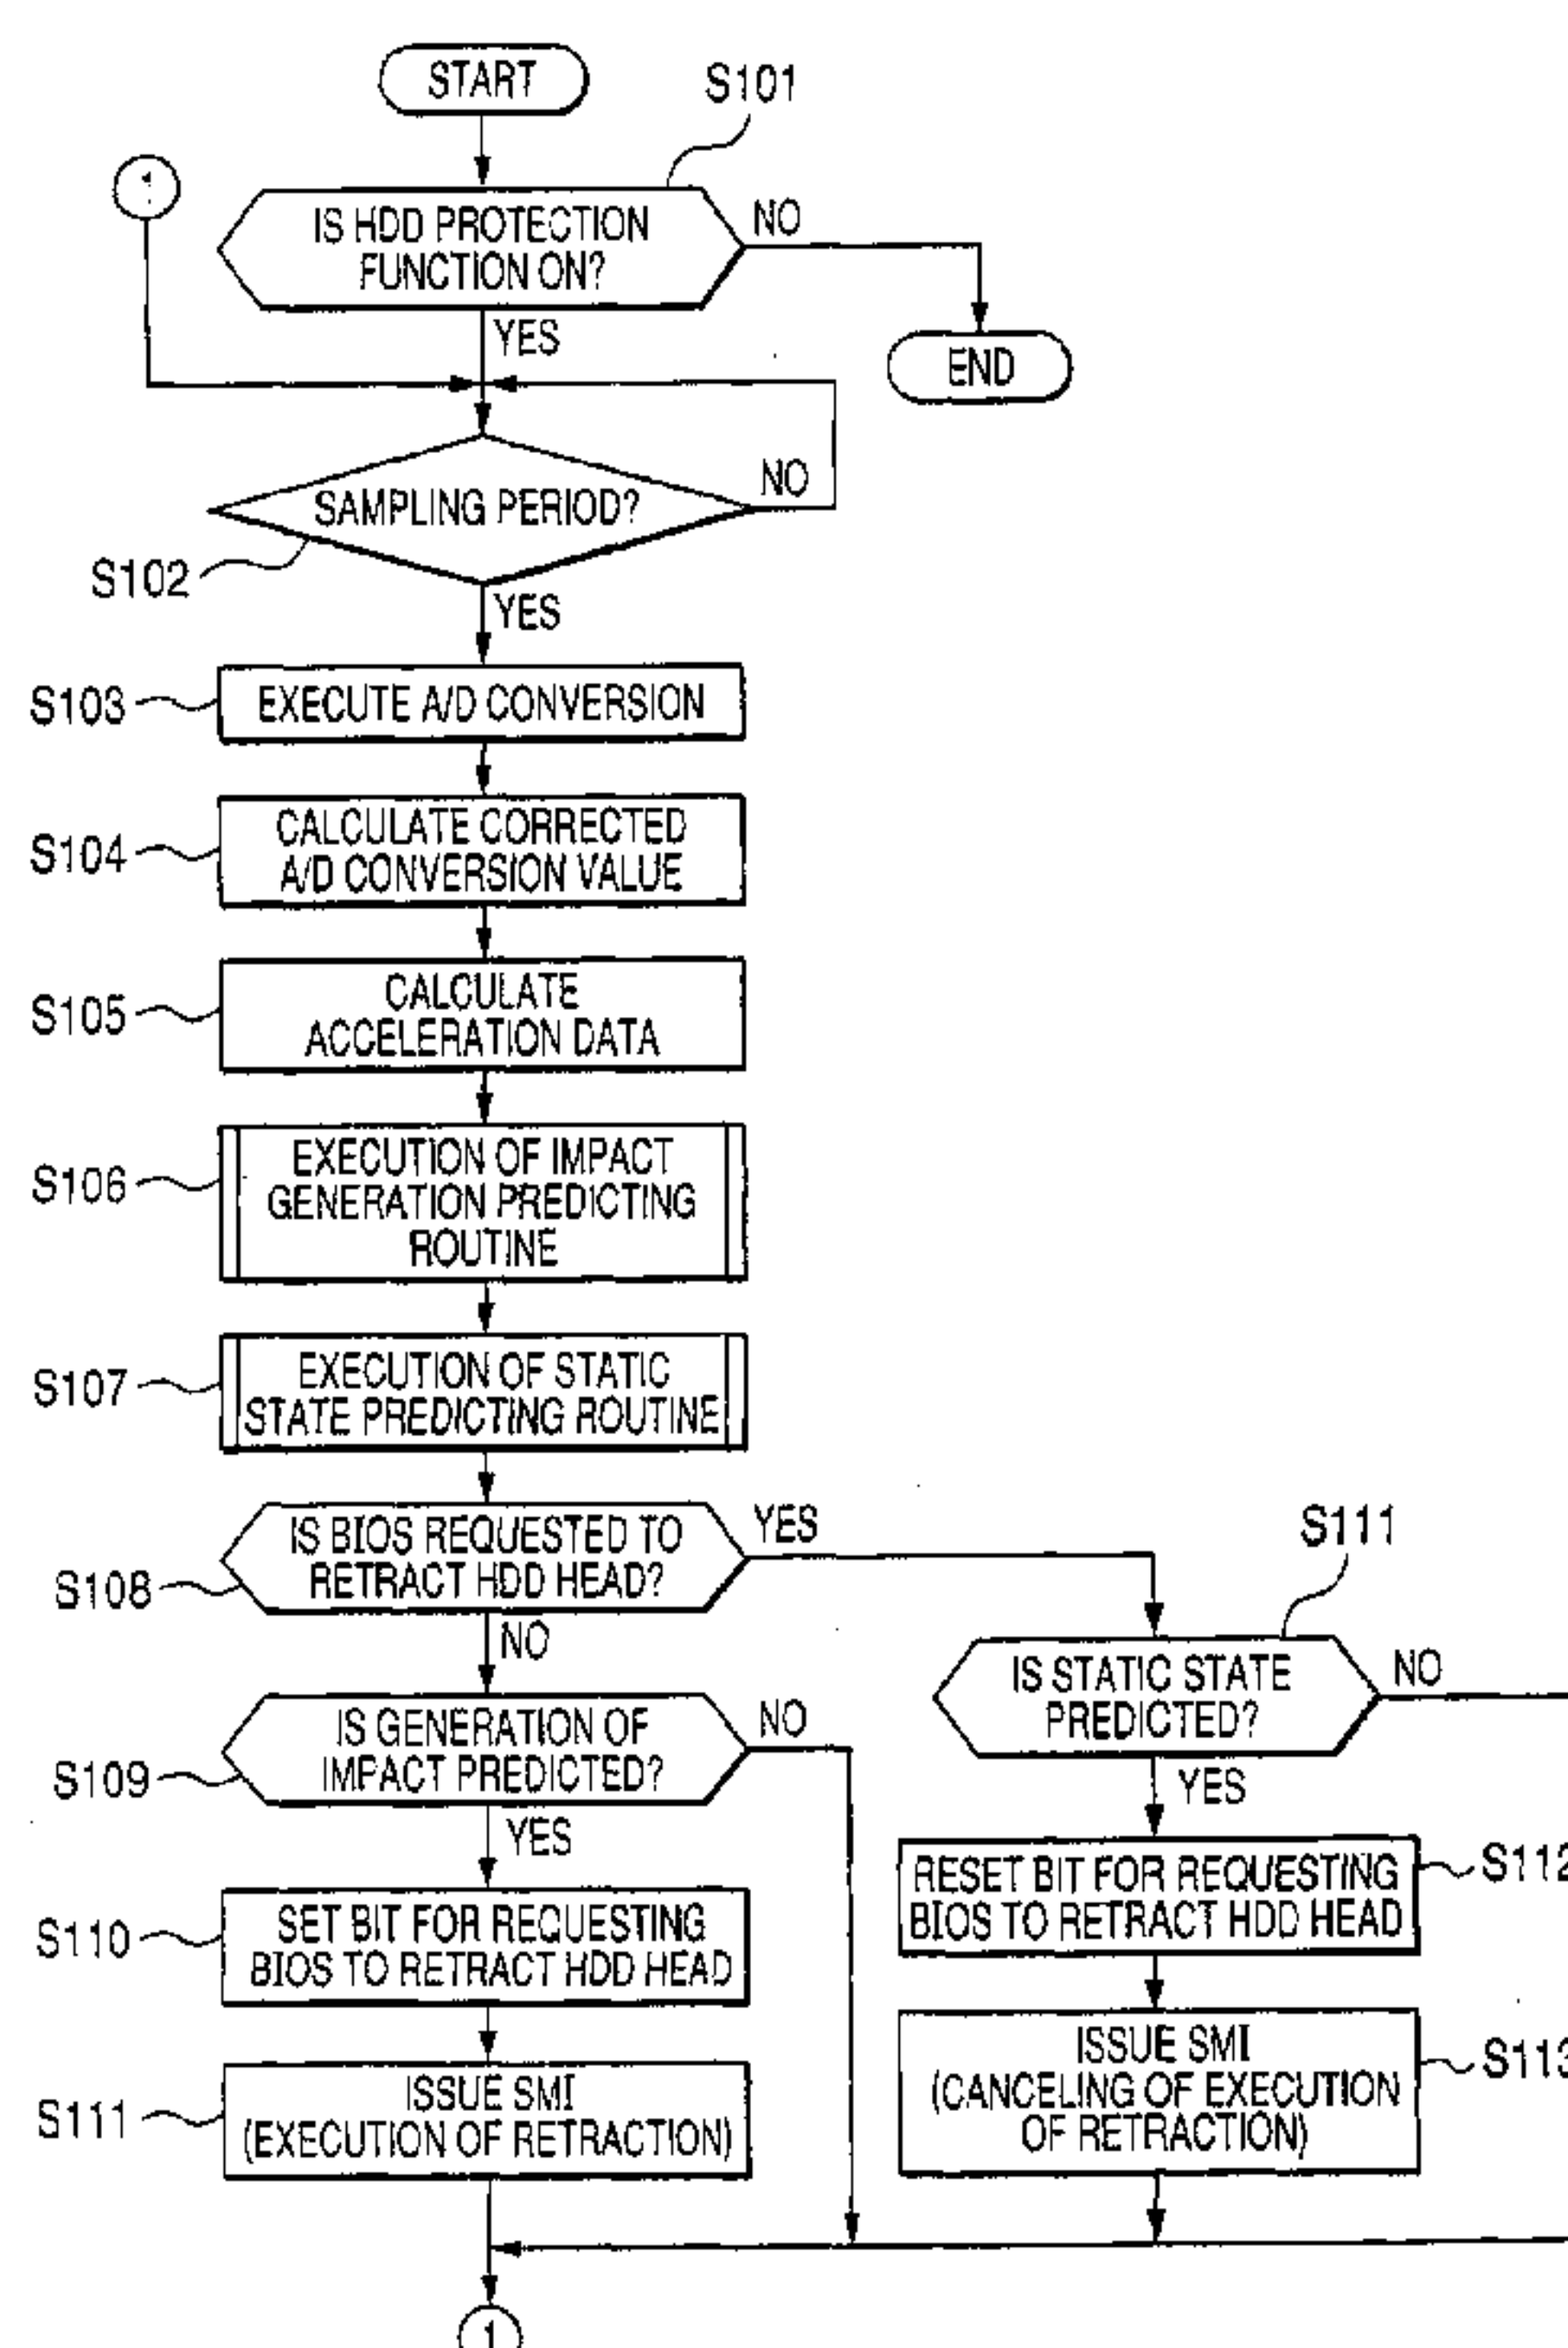 START
S101
1
IS HDD PROTECTION
FUNCTION ON?
NO
YES
END
SAMPLING PERIOD?
NO
S102
YES
S103
EXECUTE A/D CONVERSION
S104
CALCULATE CORRECTED
A/D CONVERSION VALUE
S105
CALCULATE
ACCELERATION DATA
S106
EXECUTION OF IMPACT
GENERATION PREDICTING
ROUTINE
S107
EXECUTION OF STATIC
STATE PREDICTING ROUTINE
S108
IS BIOS REQUESTED TO
RETRACT HDD HEAD?
YES
NO
S111
IS STATIC STATE
PREDICTED?
NO
YES
S109
IS GENERATION OF
IMPACT PREDICTED?
NO
YES
RESET BIT FOR REQUESTING
BIOS TO RETRACT HDD HEAD
S112
S110
SET BIT FOR REQUESTING
BIOS TO RETRACT HDD HEAD
ISSUE SMI
(CANCELING OF EXECUTION
OF RETRACTION)
S113
S111
ISSUE SMI
(EXECUTION OF RETRACTION)
1